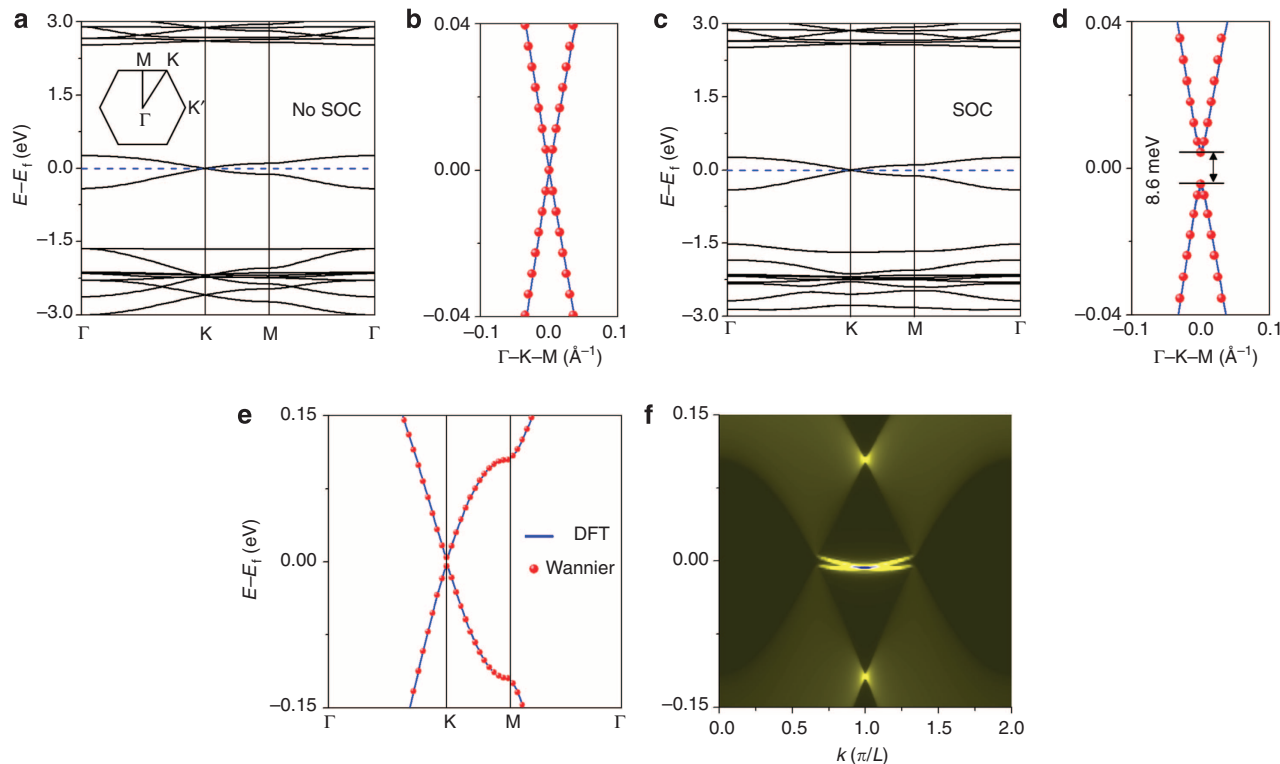 a
3.0
1.5
0.0
−1.5
−3.0
E–Ef (eV)
M K
Γ K′
No SOC
Γ K M Γ
b
0.04
0.00
−0.04
−0.1 0.0 0.1
Γ–K–M (Å⁻¹)
c
3.0
1.5
0.0
−1.5
−3.0
E–Ef (eV)
SOC
Γ K M Γ
d
0.04
0.00
−0.04
8.6 meV
−0.1 0.0 0.1
Γ–K–M (Å⁻¹)
e
0.15
0.00
−0.15
E–Ef (eV)
DFT
Wannier
Γ K M Γ
f
0.15
0.00
−0.15
0.0 0.5 1.0 1.5 2.0
k (π/L)